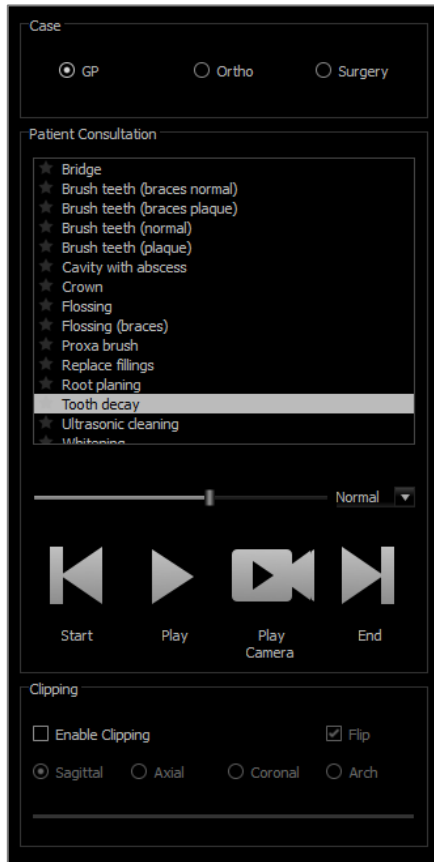 Case
GP Ortho Surgery
Patient Consultation
Bridge
Brush teeth (braces normal)
Brush teeth (braces plaque)
Brush teeth (normal)
Brush teeth (plaque)
Cavity with abscess
Crown
Flossing
Flossing (braces)
Proxa brush
Replace fillings
Root planing
Tooth decay
Ultrasonic cleaning
Whitening
Normal
Start Play Play Camera End
Clipping
Enable Clipping Flip
Sagittal Axial Coronal Arch